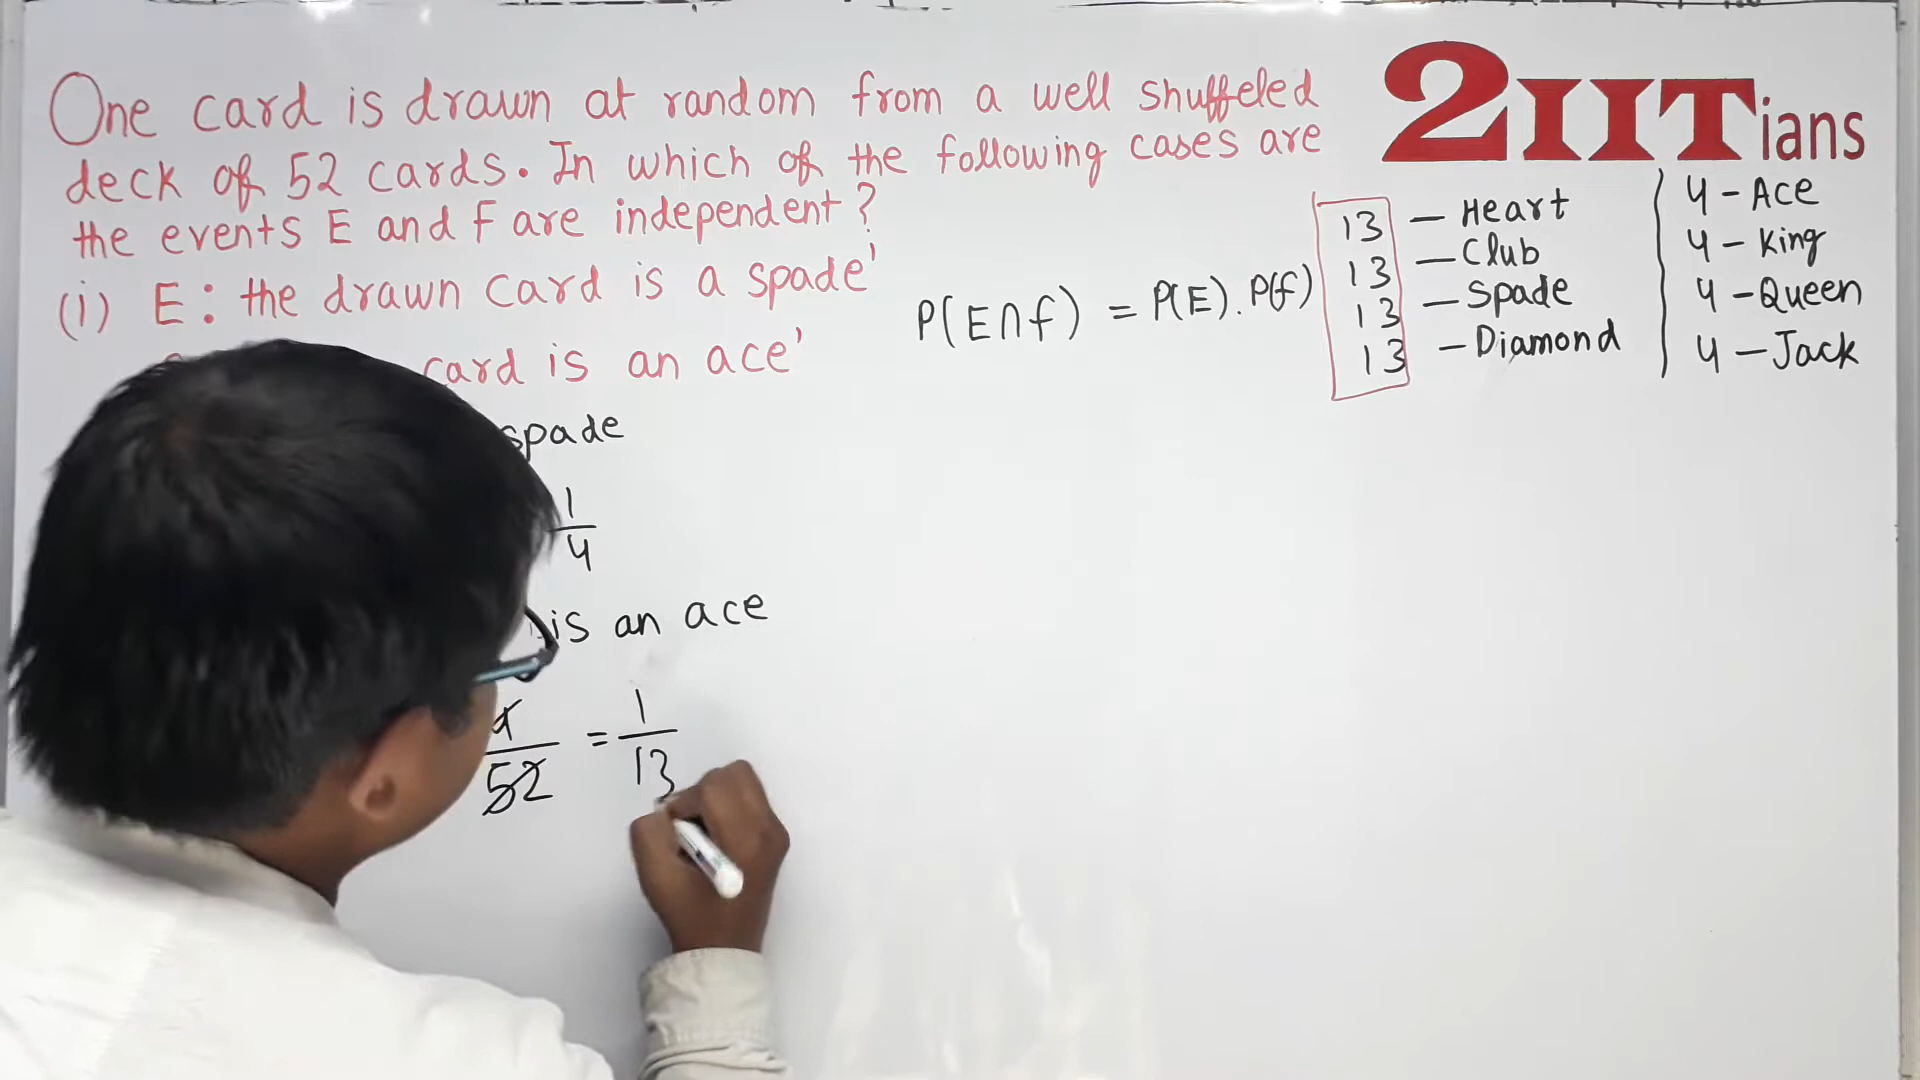 One card is drawn at random from a well shuffeled
deck of 52 cards. In which of the following cases are
the events E and F are independent?
(i) E: the drawn card is a spade'
card is an ace'
spade
1
4
is an ace
4
52
= 1
13
P(E∩F) = P(E). P(F)
2IITians
13 – Heart
13 – Club
13 – Spade
13 – Diamond
4 – Ace
4 – King
4 – Queen
4 – Jack